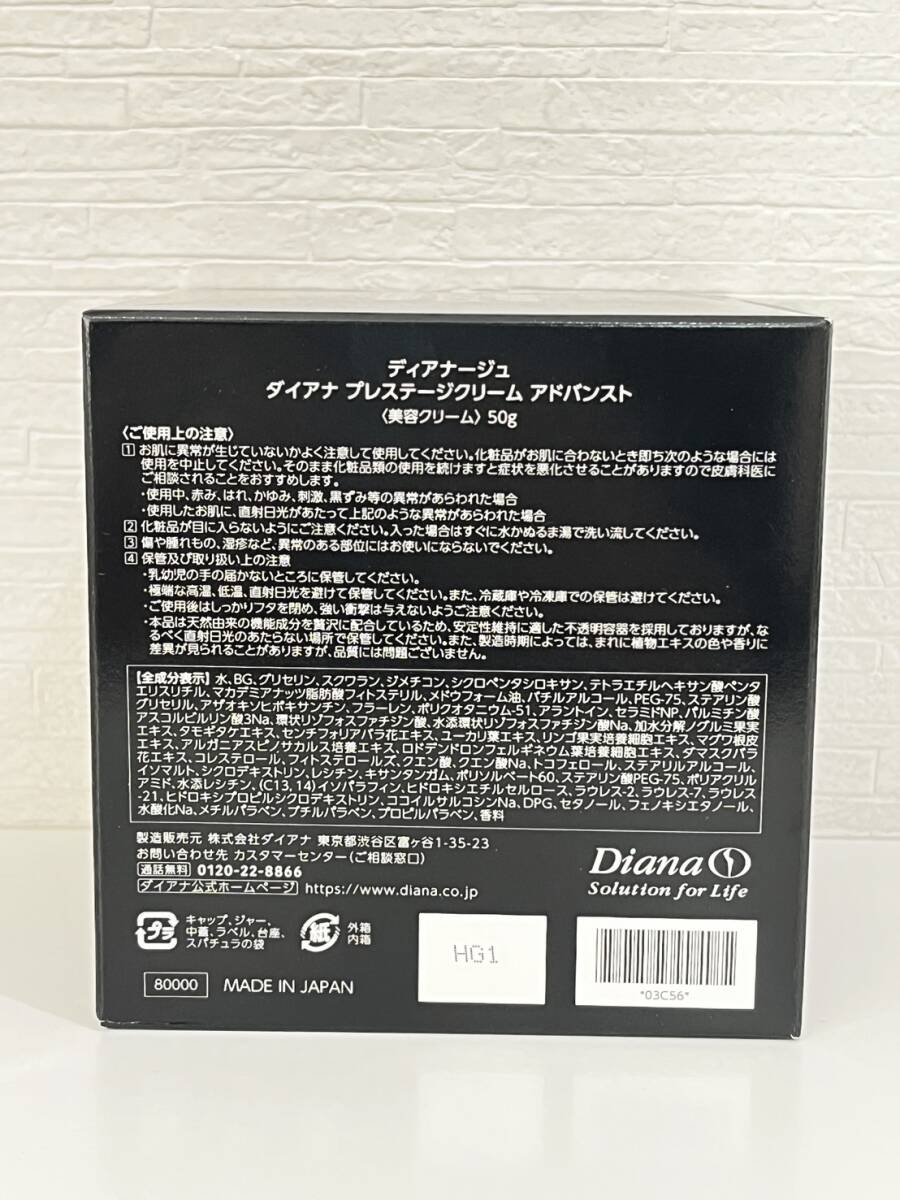 ディアナージュ
ダイアナ プレステージクリーム アドバンスト
〈美容クリーム〉 50g
〈ご使用上の注意〉
1 お肌に異常が生じていないかよく注意して使用してください。化粧品がお肌に合わないとき即ち次のような場合には
使用を中止してください。そのまま化粧品類の使用を続けますと症状を悪化させることがありますので皮膚科医に
ご相談されることをおすすめします。
・使用中、赤み、はれ、かゆみ、刺激、黒ずみ等の異常があらわれた場合
・使用したお肌に、直射日光があたって上記のような異常があらわれた場合
2 化粧品が目に入らないようにご注意ください。入った場合はすぐに水かぬるま湯で洗い流してください。
3 傷や腫れもの、湿疹など、異常のある部位にはお使いにならないでください。
4 保管及び取り扱い上の注意
・乳幼児の手の届かないところに保管してください。
・極端な高温、低温、直射日光を避けて保管してください。また、冷蔵庫や冷凍庫での保管は避けてください。
・ご使用後はしっかりフタを閉め、強い衝撃は与えないようご注意ください。
・本品は天然由来の機能成分を贅沢に配合しているため、安定性維持に適した不透明容器を採用しておりますが、な
るべく直射日光のあたらない場所で保管してください。また、製造時期によっては、まれに植物エキスの色や香りに
差異が見られることがありますが、品質には問題ございません。
【全成分表示】水、BG、グリセリン、スクワラン、ジメチコン、シクロペンタシロキサン、テトラエチルヘキサン酸ペンタ
エリスリチル、マカデミアナッツ脂肪酸フィトステリル、メドウフォーム油、バチルアルコール、PEG-75、ステアリン酸
グリセリル、アザオキソヒポキサンチン、フラーレン、ポリクオタニウム-51、アラントイン、セラミドNP、パルミチン酸
アスコルビルリン酸3Na、環状リゾフォスファチジン酸、水添環状リゾフォスファチジン酸Na、加水分解ノグルミ果実
エキス、タモギタケエキス、センチフォリアバラ花エキス、ユーカリ葉エキス、リンゴ果実培養細胞エキス、マグワ根皮
エキス、アルガニアスピノサカルス培養エキス、ロドデンドロンフェルギネウム葉培養細胞エキス、ダマスクバラ
花エキス、コレステロール、フィトステロールズ、クエン酸、クエン酸Na、トコフェロール、ステアリルアルコール、
イソマルト、シクロデキストリン、レシチン、キサンタンガム、ポリソルベート60、ステアリン酸PEG-75、ポリアクリル
アミド、水添レシチン、(C13,14)イソパラフィン、ヒドロキシエチルセルロース、ラウレス-2、ラウレス-7、ラウレス
-21、ヒドロキシプロピルシクロデキストリン、ココイルサルコシンNa、DPG、セタノール、フェノキシエタノール、
水酸化Na、メチルパラベン、ブチルパラベン、プロピルパラベン、香料
製造販売元 株式会社ダイアナ 東京都渋谷区富ヶ谷1-35-23
お問い合わせ先 カスタマーセンター(ご相談窓口)
通話無料 0120-22-8866
ダイアナ公式ホームページ https://www.diana.co.jp
Diana
Solution for Life
プラ
キャップ、ジャー、
中蓋、ラベル、台座、
スパチュラの袋
紙
外箱
内箱
HG1
*03C56*
80000 MADE IN JAPAN